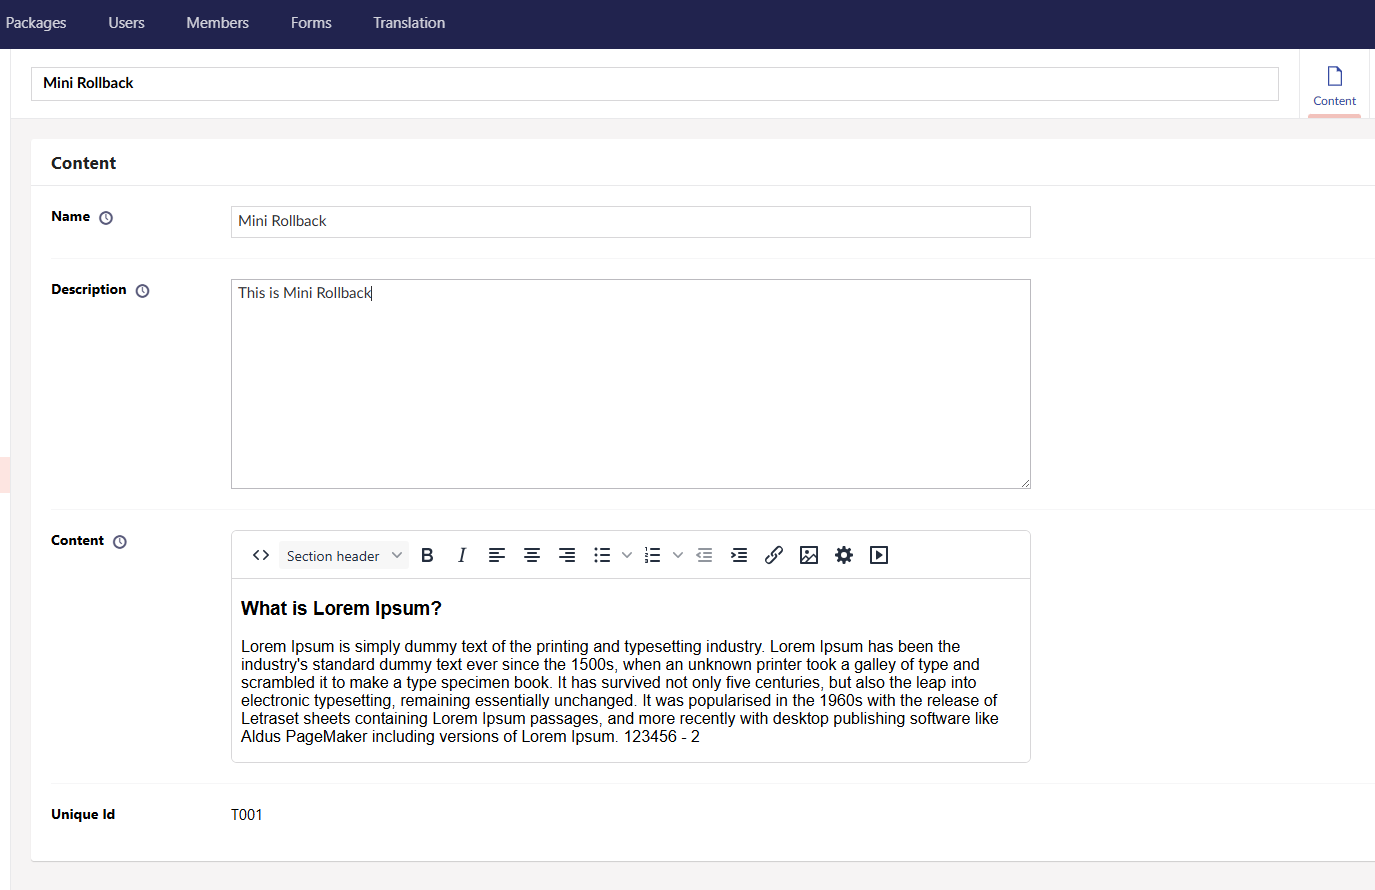 Packages Users Members Forms Translation
Mini Rollback
Content
Content
Name
Mini Rollback
Description
This is Mini Rollback
Content
Section header B I
What is Lorem Ipsum?
Lorem Ipsum is simply dummy text of the printing and typesetting industry. Lorem Ipsum has been the
industry's standard dummy text ever since the 1500s, when an unknown printer took a galley of type and
scrambled it to make a type specimen book. It has survived not only five centuries, but also the leap into
electronic typesetting, remaining essentially unchanged. It was popularised in the 1960s with the release of
Letraset sheets containing Lorem Ipsum passages, and more recently with desktop publishing software like
Aldus PageMaker including versions of Lorem Ipsum. 123456 - 2
Unique Id
T001